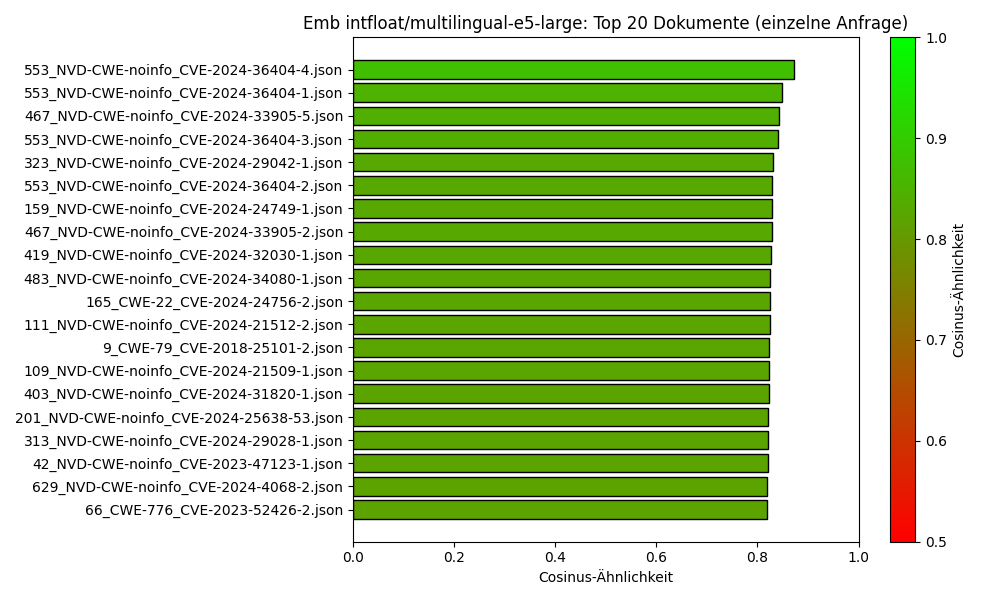 Emb intfloat/multilingual-e5-large: Top 20 Dokumente (einzelne Anfrage)
553_NVD-CWE-noinfo_CVE-2024-36404-4.json
553_NVD-CWE-noinfo_CVE-2024-36404-1.json
467_NVD-CWE-noinfo_CVE-2024-33905-5.json
553_NVD-CWE-noinfo_CVE-2024-36404-3.json
323_NVD-CWE-noinfo_CVE-2024-29042-1.json
553_NVD-CWE-noinfo_CVE-2024-36404-2.json
159_NVD-CWE-noinfo_CVE-2024-24749-1.json
467_NVD-CWE-noinfo_CVE-2024-33905-2.json
419_NVD-CWE-noinfo_CVE-2024-32030-1.json
483_NVD-CWE-noinfo_CVE-2024-34080-1.json
165_CWE-22_CVE-2024-24756-2.json
111_NVD-CWE-noinfo_CVE-2024-21512-2.json
9_CWE-79_CVE-2018-25101-2.json
109_NVD-CWE-noinfo_CVE-2024-21509-1.json
403_NVD-CWE-noinfo_CVE-2024-31820-1.json
201_NVD-CWE-noinfo_CVE-2024-25638-53.json
313_NVD-CWE-noinfo_CVE-2024-29028-1.json
42_NVD-CWE-noinfo_CVE-2023-47123-1.json
629_NVD-CWE-noinfo_CVE-2024-4068-2.json
66_CWE-776_CVE-2023-52426-2.json
0.0 0.2 0.4 0.6 0.8 1.0
Cosinus-Ähnlichkeit
1.0
0.9
0.8
0.7
0.6
0.5
Cosinus-Ähnlichkeit